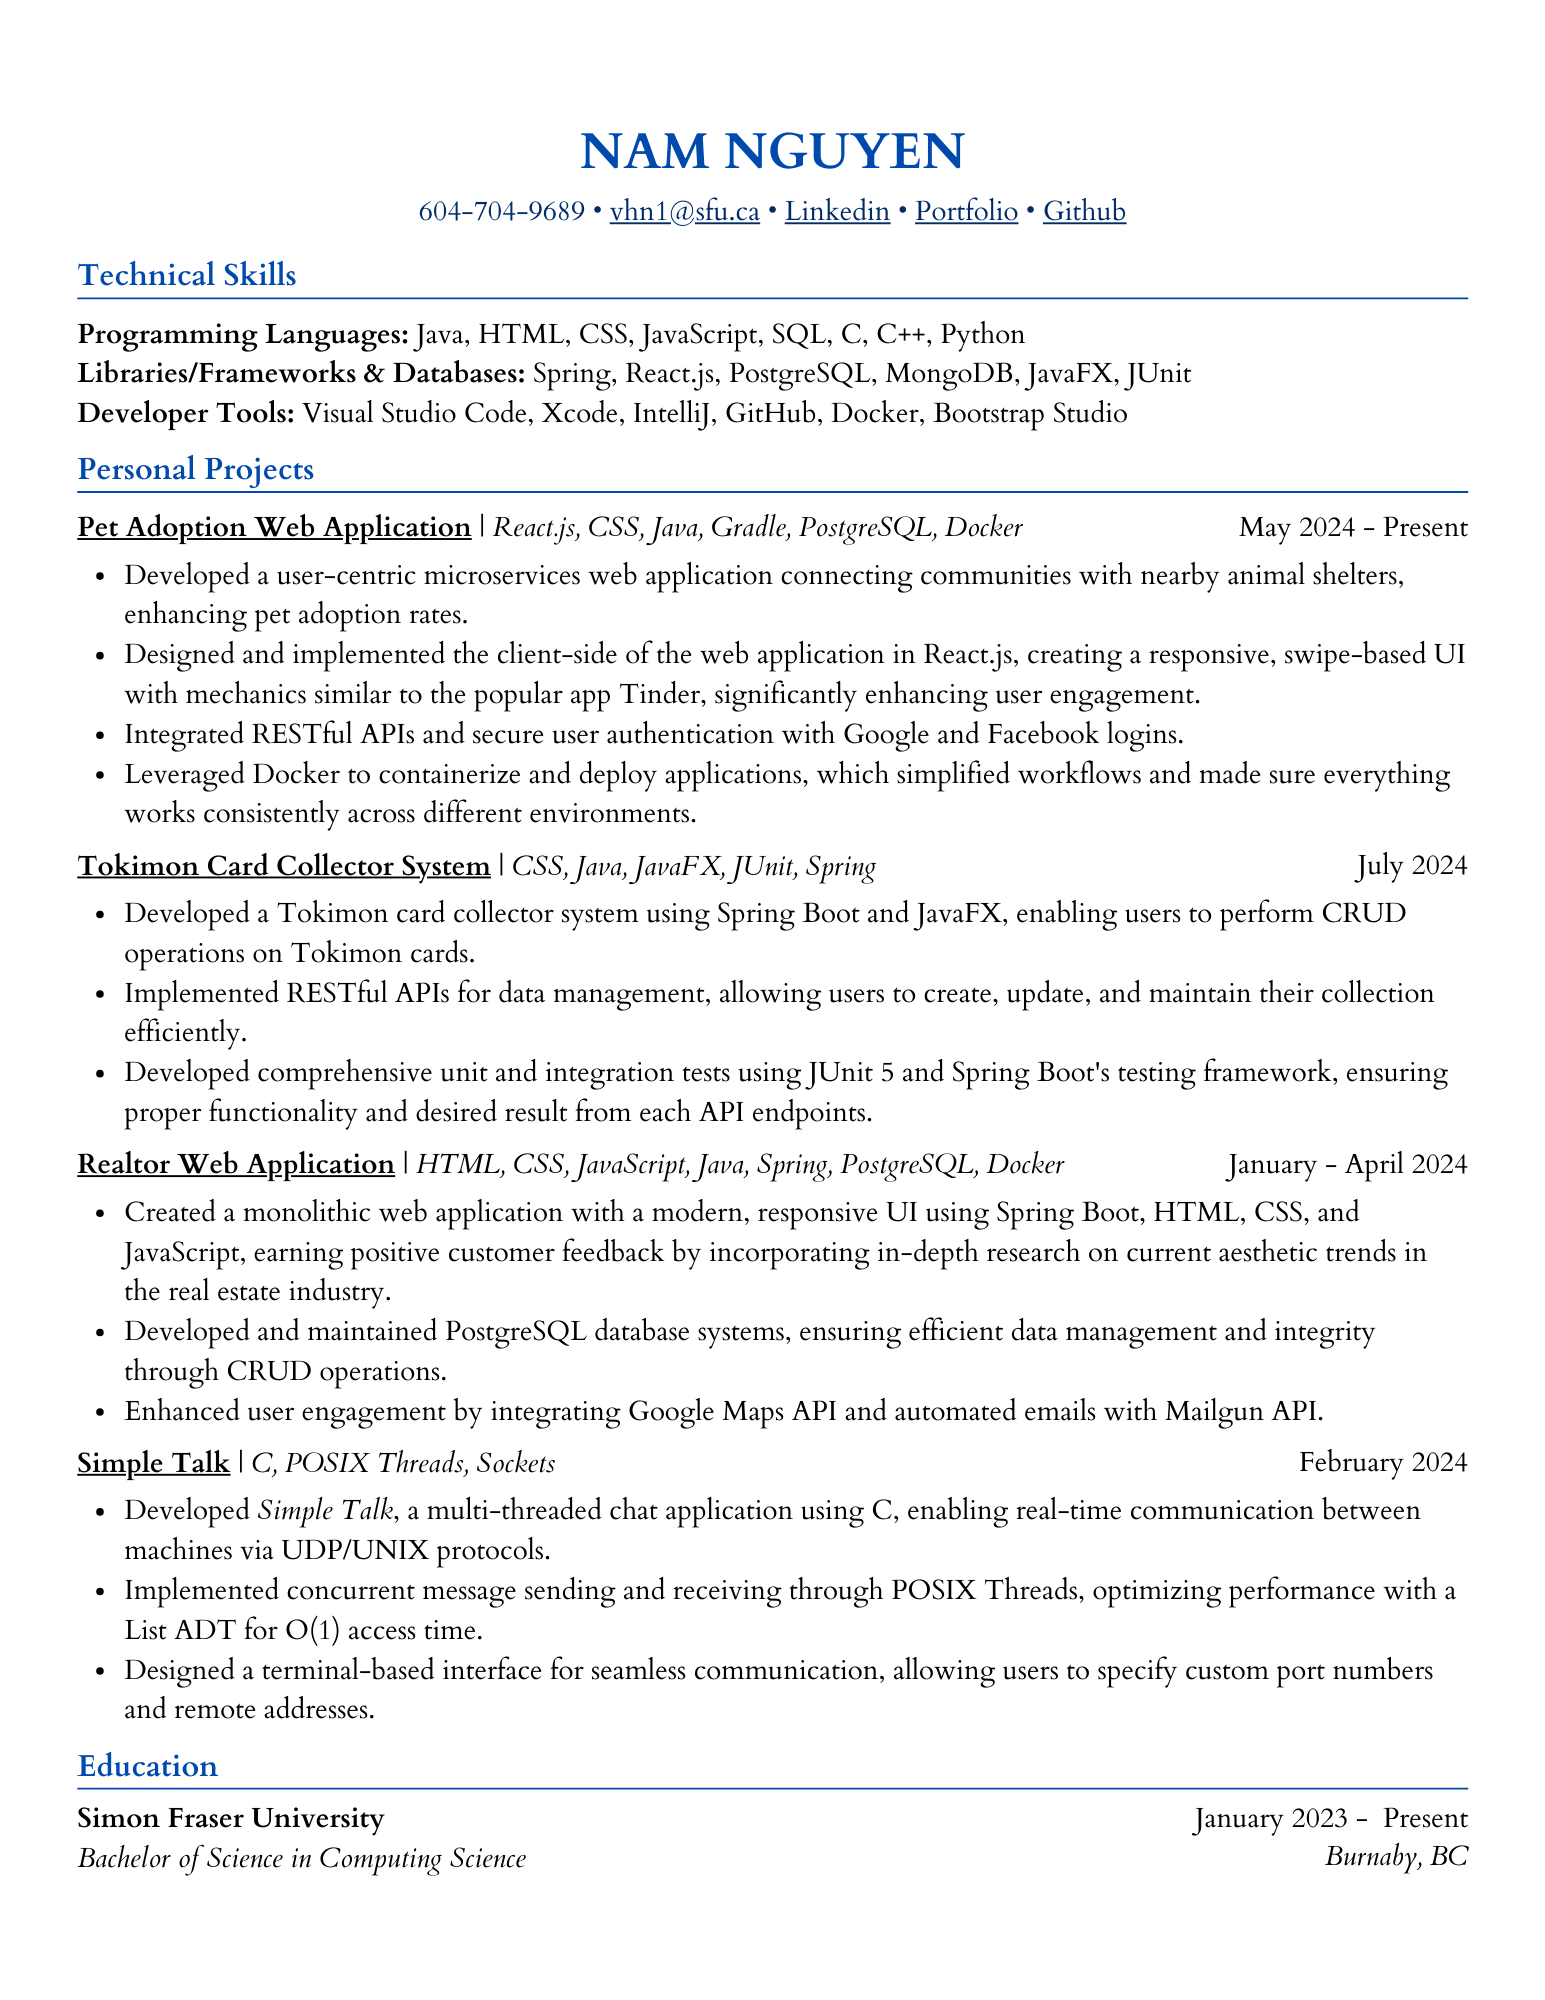 NAM NGUYEN
604-704-9689 • vhn1@sfu.ca • Linkedin • Portfolio • Github
Technical Skills
Programming Languages: Java, HTML, CSS, JavaScript, SQL, C, C++, Python
Libraries/Frameworks & Databases: Spring, React.js, PostgreSQL, MongoDB, JavaFX, JUnit
Developer Tools: Visual Studio Code, Xcode, IntelliJ, GitHub, Docker, Bootstrap Studio
Personal Projects
Pet Adoption Web Application | React.js, CSS, Java, Gradle, PostgreSQL, Docker May 2024 - Present
• Developed a user-centric microservices web application connecting communities with nearby animal shelters,
enhancing pet adoption rates.
• Designed and implemented the client-side of the web application in React.js, creating a responsive, swipe-based UI
with mechanics similar to the popular app Tinder, significantly enhancing user engagement.
• Integrated RESTful APIs and secure user authentication with Google and Facebook logins.
• Leveraged Docker to containerize and deploy applications, which simplified workflows and made sure everything
works consistently across different environments.
Tokimon Card Collector System | CSS, Java, JavaFX, JUnit, Spring July 2024
• Developed a Tokimon card collector system using Spring Boot and JavaFX, enabling users to perform CRUD
operations on Tokimon cards.
• Implemented RESTful APIs for data management, allowing users to create, update, and maintain their collection
efficiently.
• Developed comprehensive unit and integration tests using JUnit 5 and Spring Boot's testing framework, ensuring
proper functionality and desired result from each API endpoints.
Realtor Web Application | HTML, CSS, JavaScript, Java, Spring, PostgreSQL, Docker January - April 2024
• Created a monolithic web application with a modern, responsive UI using Spring Boot, HTML, CSS, and
JavaScript, earning positive customer feedback by incorporating in-depth research on current aesthetic trends in
the real estate industry.
• Developed and maintained PostgreSQL database systems, ensuring efficient data management and integrity
through CRUD operations.
• Enhanced user engagement by integrating Google Maps API and automated emails with Mailgun API.
Simple Talk | C, POSIX Threads, Sockets February 2024
• Developed Simple Talk, a multi-threaded chat application using C, enabling real-time communication between
machines via UDP/UNIX protocols.
• Implemented concurrent message sending and receiving through POSIX Threads, optimizing performance with a
List ADT for O(1) access time.
• Designed a terminal-based interface for seamless communication, allowing users to specify custom port numbers
and remote addresses.
Education
Simon Fraser University January 2023 - Present
Bachelor of Science in Computing Science Burnaby, BC